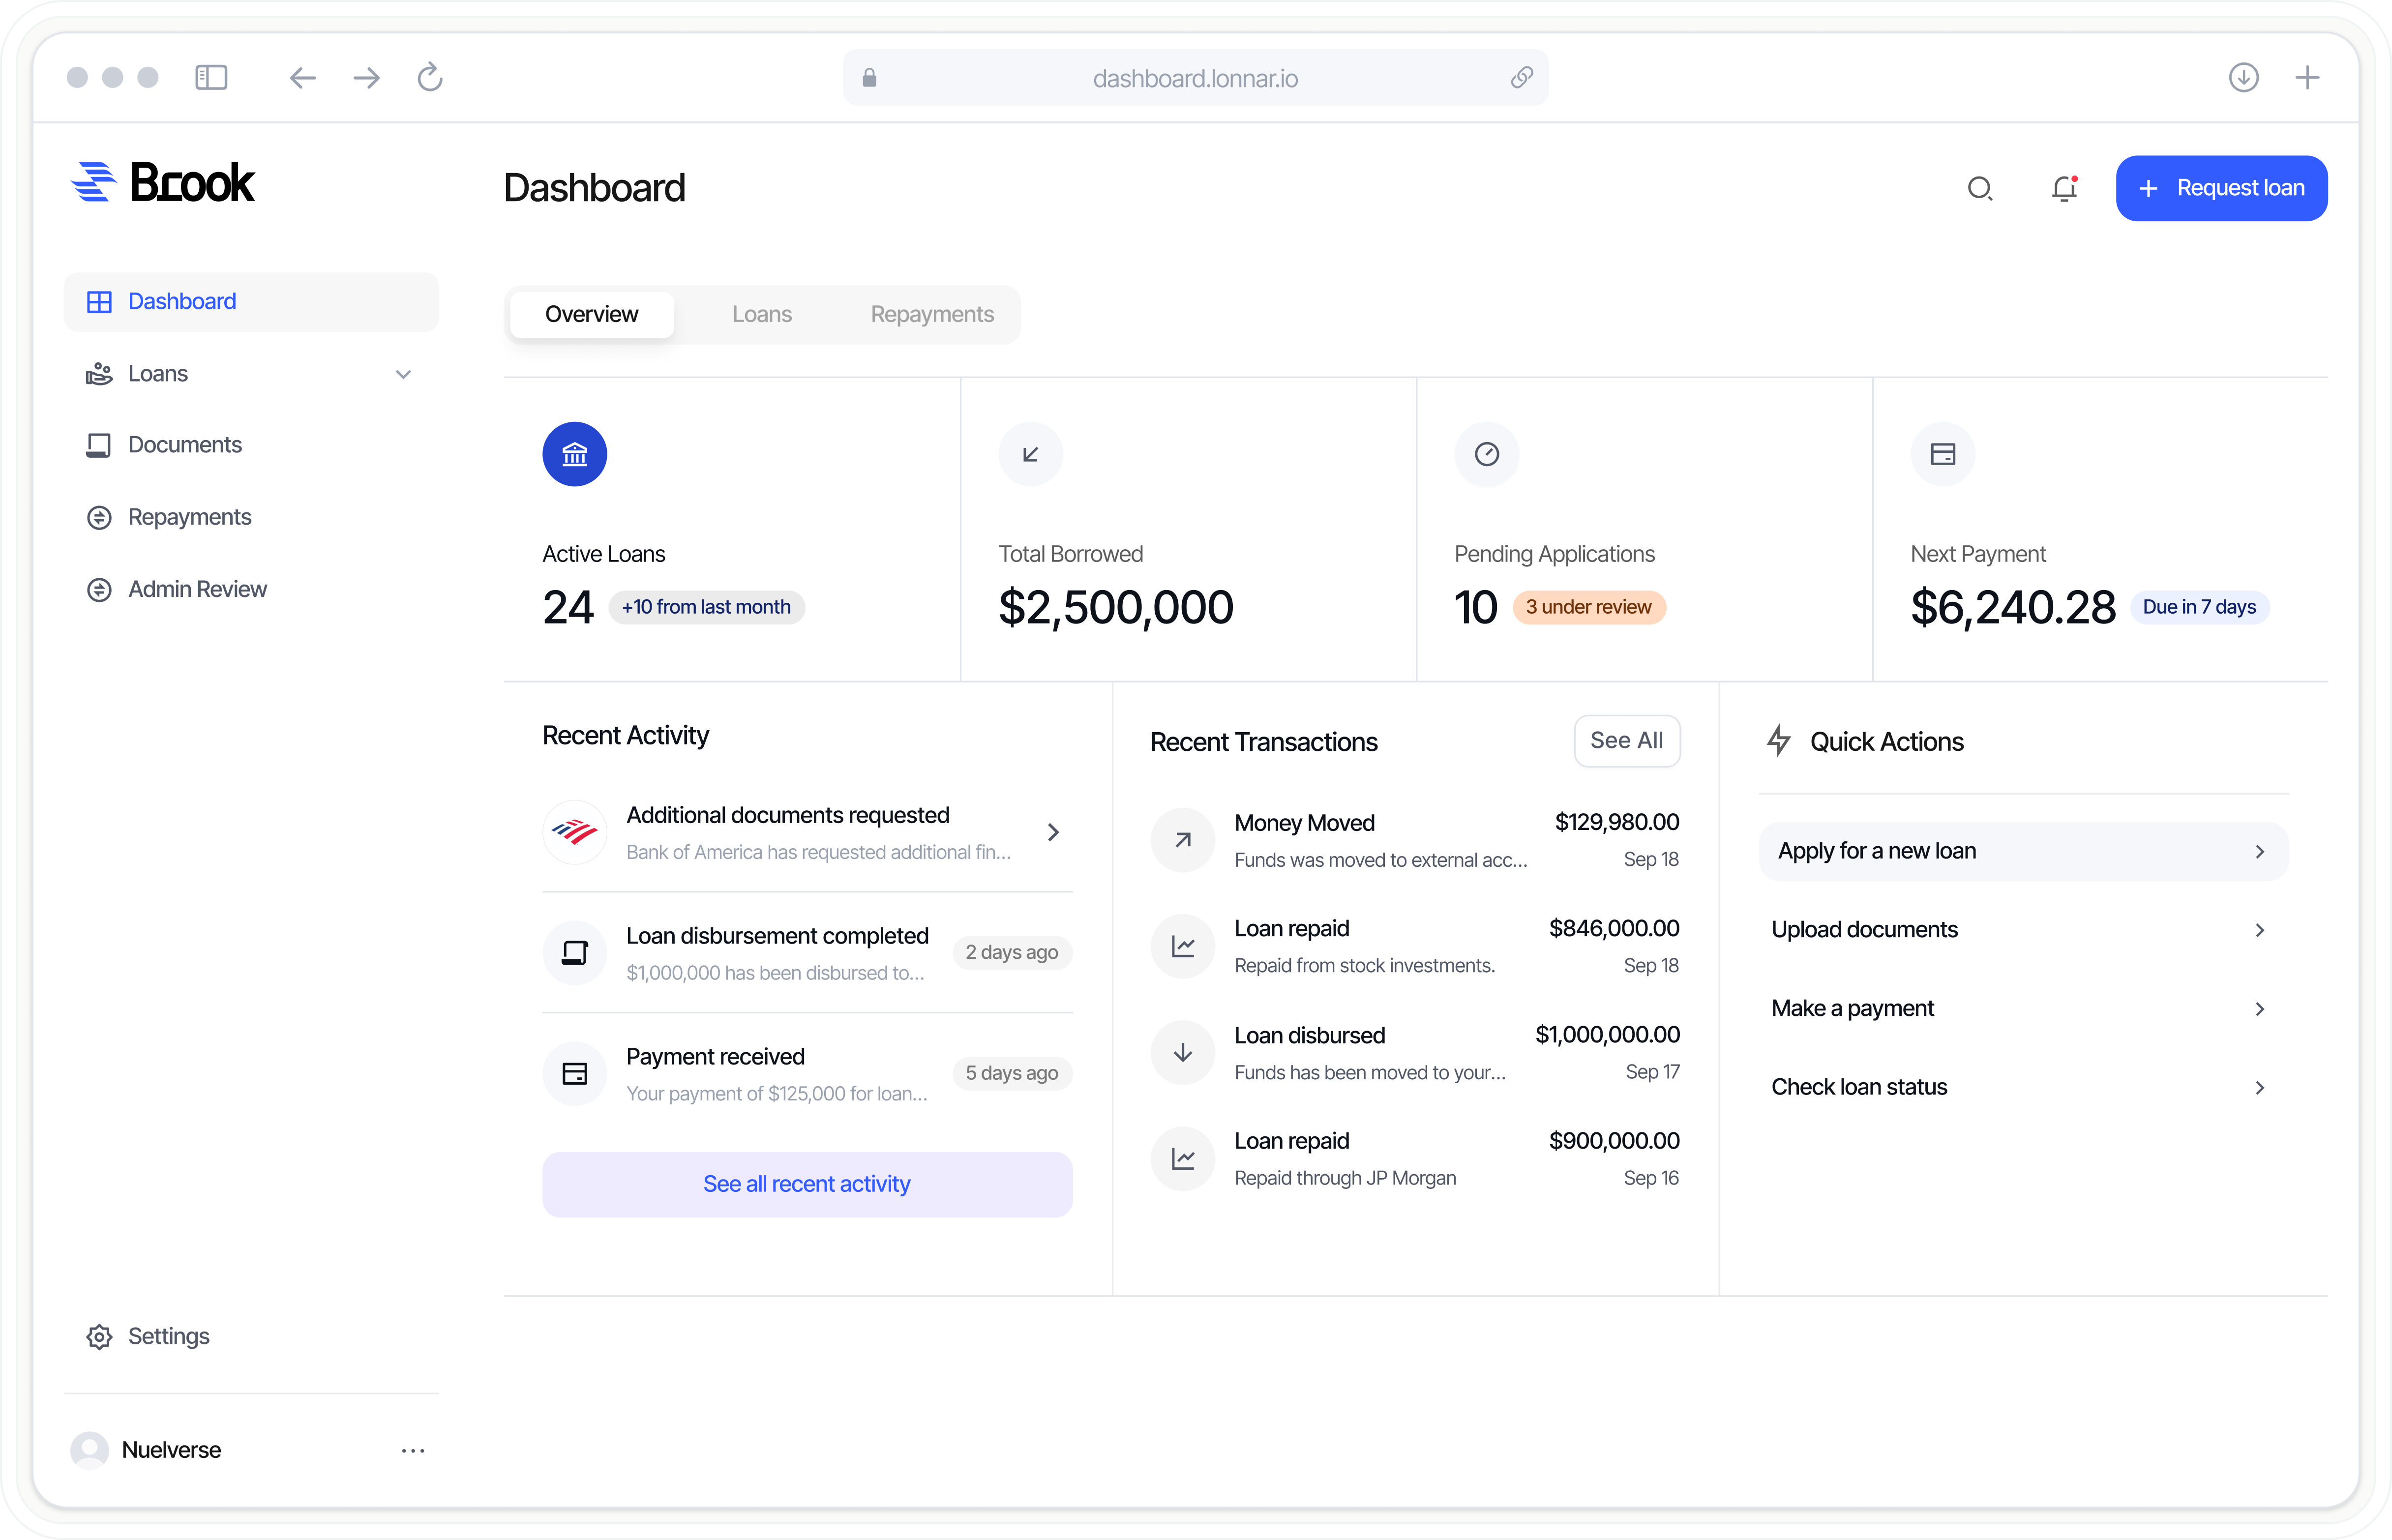 dashboard.lonnar.io
Brook
Dashboard
Request loan
Dashboard
Loans
Documents
Repayments
Admin Review
Settings
Nuelverse
Overview
Loans
Repayments
Active Loans
24
+10 from last month
Total Borrowed
$2,500,000
Pending Applications
10
3 under review
Next Payment
$6,240.28
Due in 7 days
Recent Activity
Additional documents requested
Bank of America has requested additional fin...
Loan disbursement completed
$1,000,000 has been disbursed to...
2 days ago
Payment received
Your payment of $125,000 for loan...
5 days ago
See all recent activity
Recent Transactions
See All
Money Moved
$129,980.00
Funds was moved to external acc...
Sep 18
Loan repaid
$846,000.00
Repaid from stock investments.
Sep 18
Loan disbursed
$1,000,000.00
Funds has been moved to your...
Sep 17
Loan repaid
$900,000.00
Repaid through JP Morgan
Sep 16
Quick Actions
Apply for a new loan
Upload documents
Make a payment
Check loan status